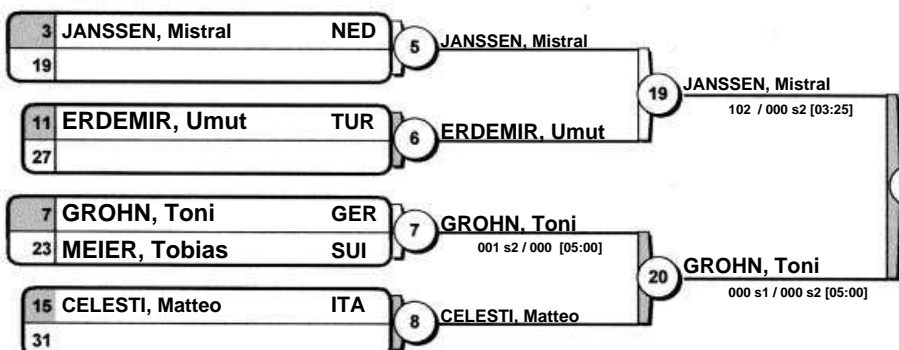 3 JANSSEN, Mistral NED
19
5 JANSSEN, Mistral
11 ERDEMIR, Umut TUR
27
6 ERDEMIR, Umut
19 JANSSEN, Mistral
102 / 000 s2 [03:25]
7 GROHN, Toni GER
23 MEIER, Tobias SUI
7 GROHN, Toni
001 s2 / 000 [05:00]
15 CELESTI, Matteo ITA
31
8 CELESTI, Matteo
20 GROHN, Toni
000 s1 / 000 s2 [05:00]